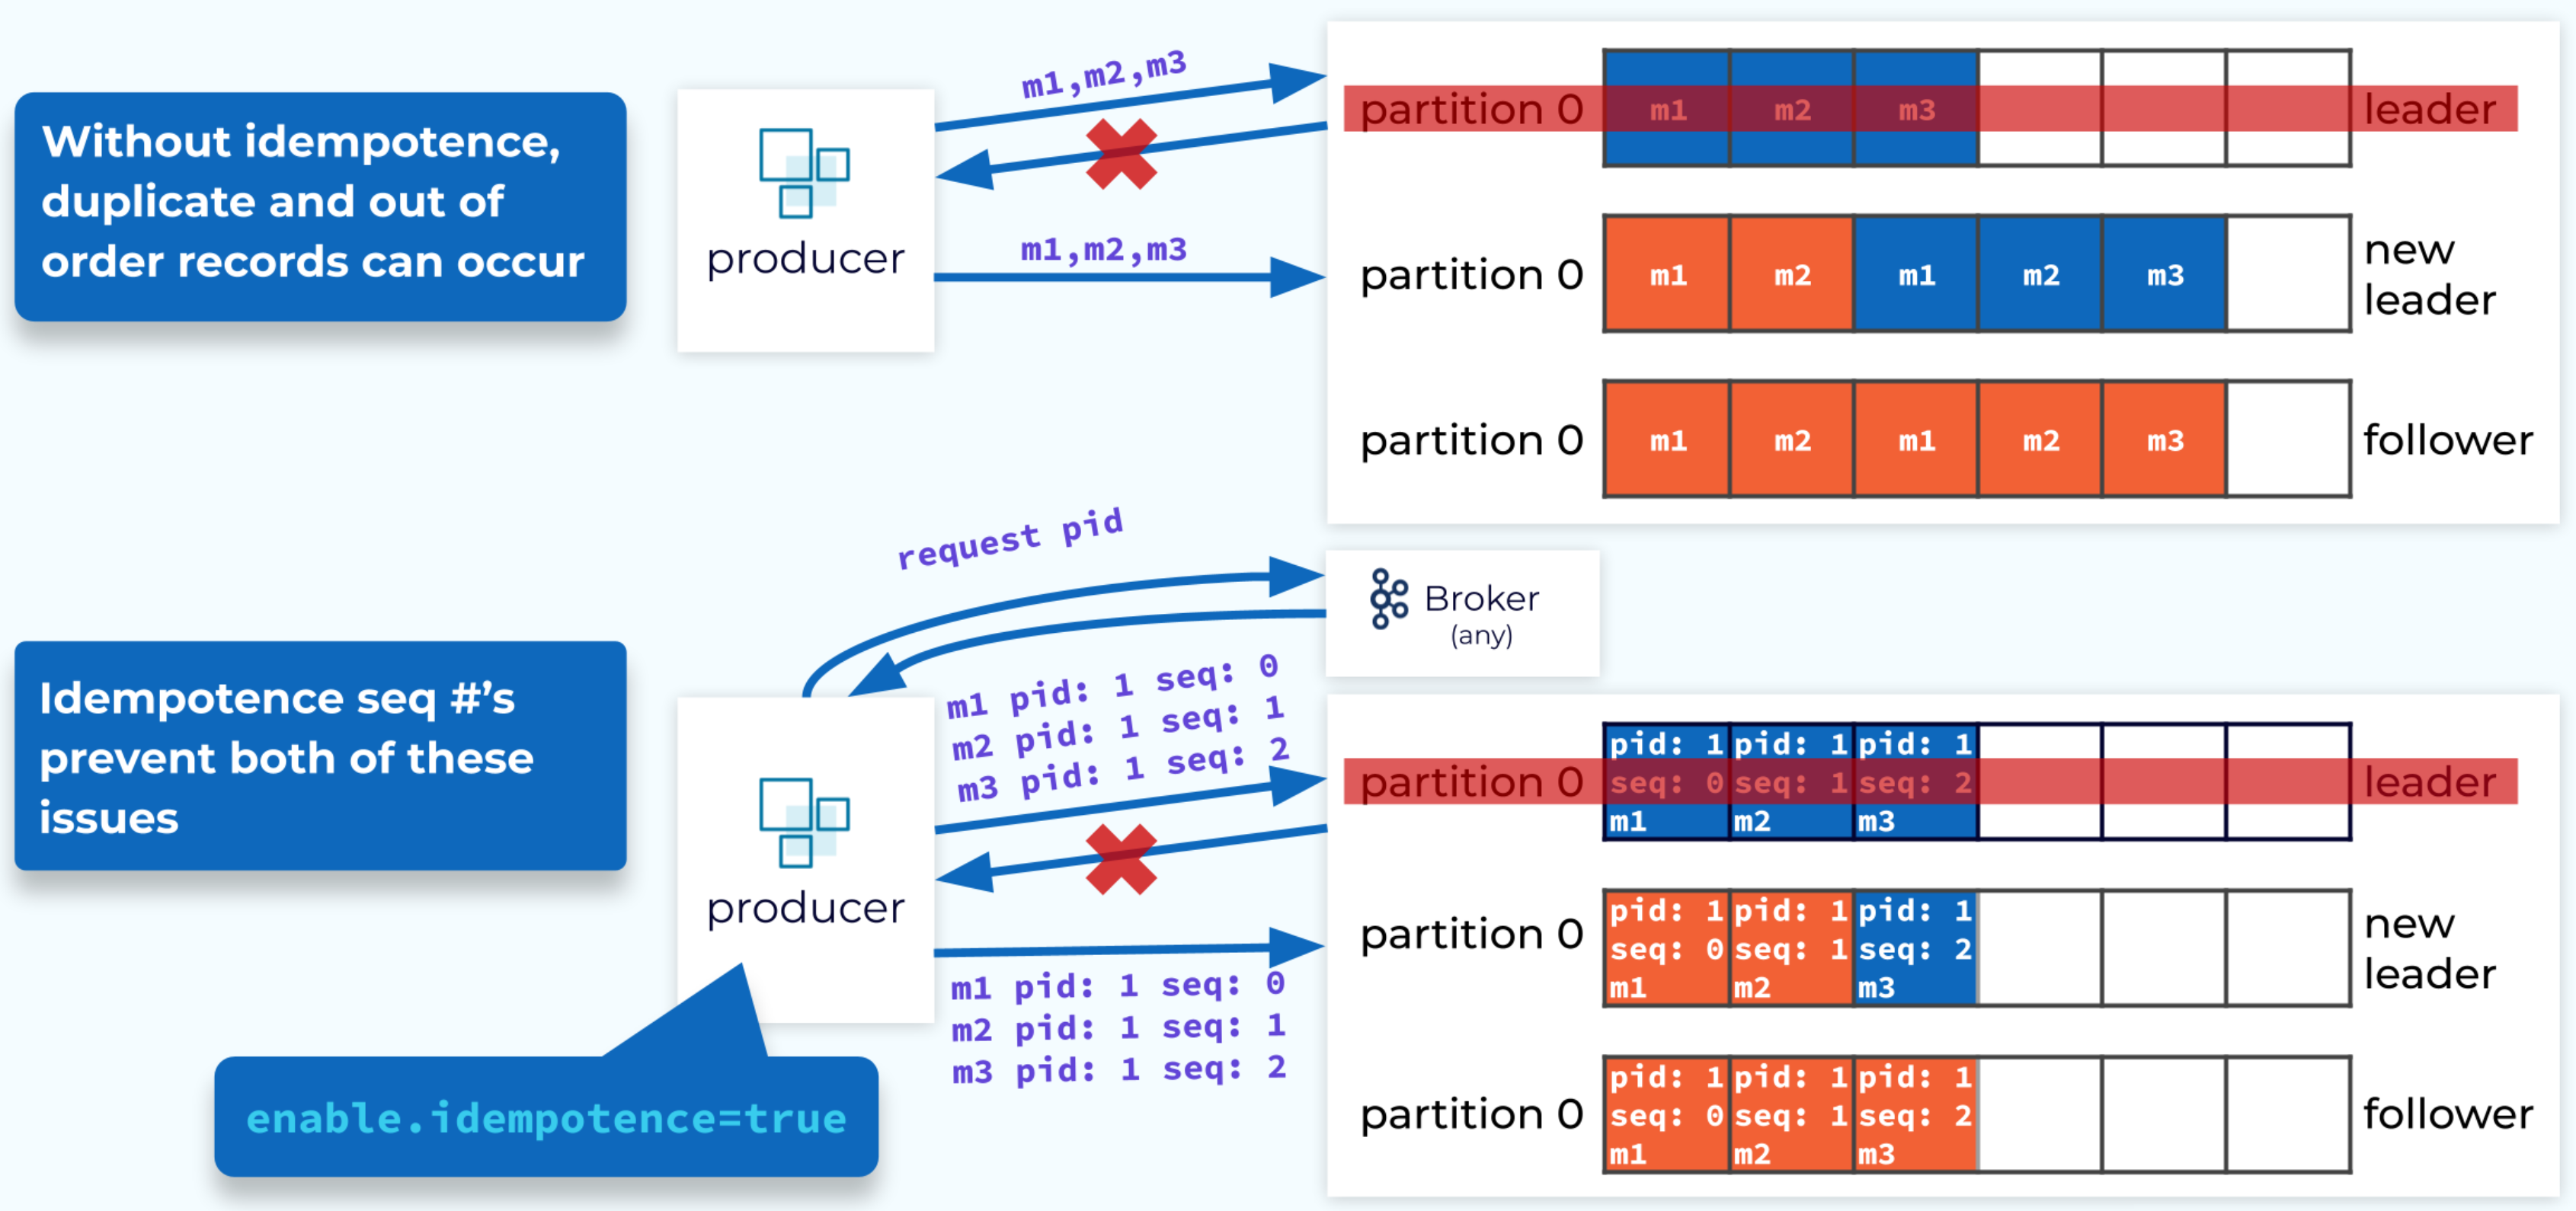 Without idempotence,
duplicate and out of
order records can occur
producer
m1,m2,m3
m1,m2,m3
partition 0 m1 m2 m3 leader
partition 0 m1 m2 m1 m2 m3 new
leader
partition 0 m1 m2 m1 m2 m3 follower
request pid
Broker
(any)
Idempotence seq #’s
prevent both of these
issues
producer
enable.idempotence=true
m1 pid: 1 seq: 0
m2 pid: 1 seq: 1
m3 pid: 1 seq: 2
m1 pid: 1 seq: 0
m2 pid: 1 seq: 1
m3 pid: 1 seq: 2
pid: 1 pid: 1 pid: 1
partition 0 seq: 0 seq: 1 seq: 2 leader
m1 m2 m3
pid: 1 pid: 1 pid: 1 new
partition 0 seq: 0 seq: 1 seq: 2 leader
m1 m2 m3
pid: 1 pid: 1 pid: 1
partition 0 seq: 0 seq: 1 seq: 2 follower
m1 m2 m3